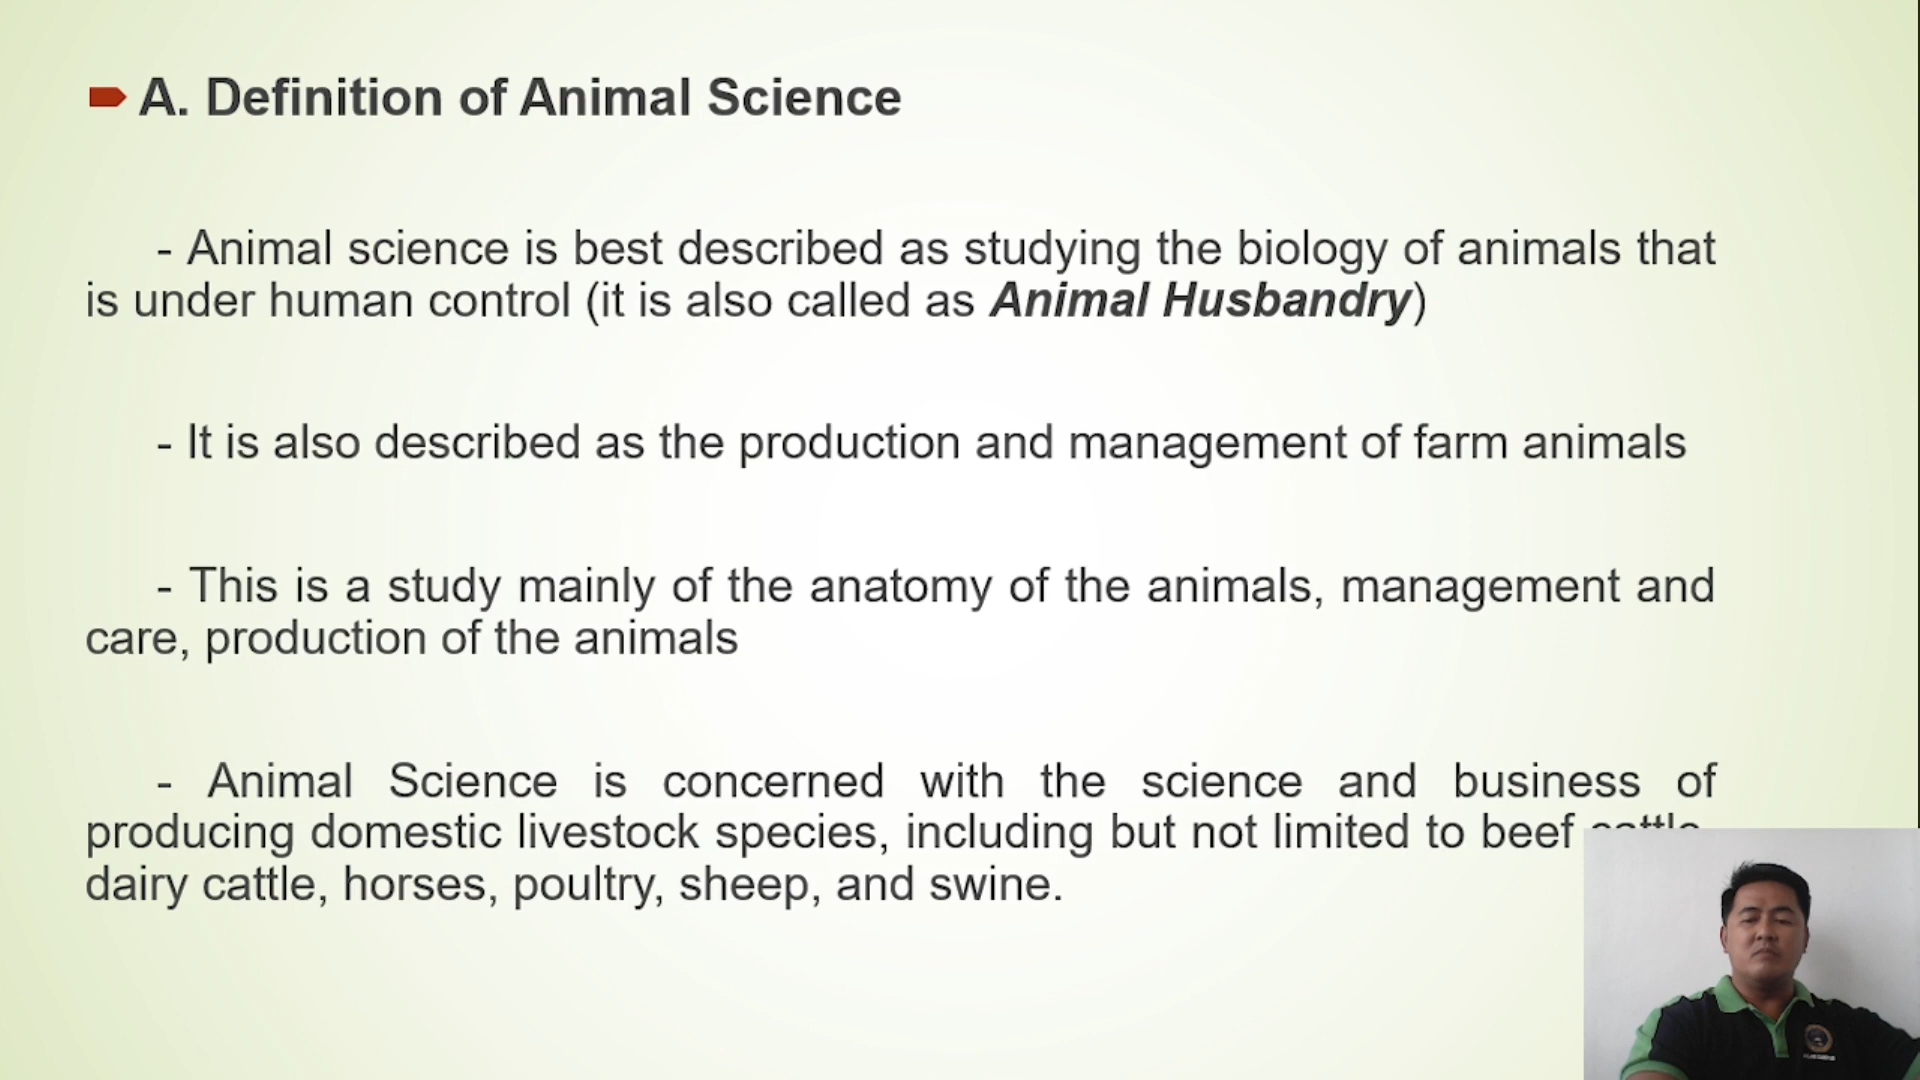 A. Definition of Animal Science
- Animal science is best described as studying the biology of animals that
is under human control (it is also called as Animal Husbandry)
- It is also described as the production and management of farm animals
- This is a study mainly of the anatomy of the animals, management and
care, production of the animals
- Animal Science is concerned with the science and business of
producing domestic livestock species, including but not limited to beef cattle,
dairy cattle, horses, poultry, sheep, and swine.